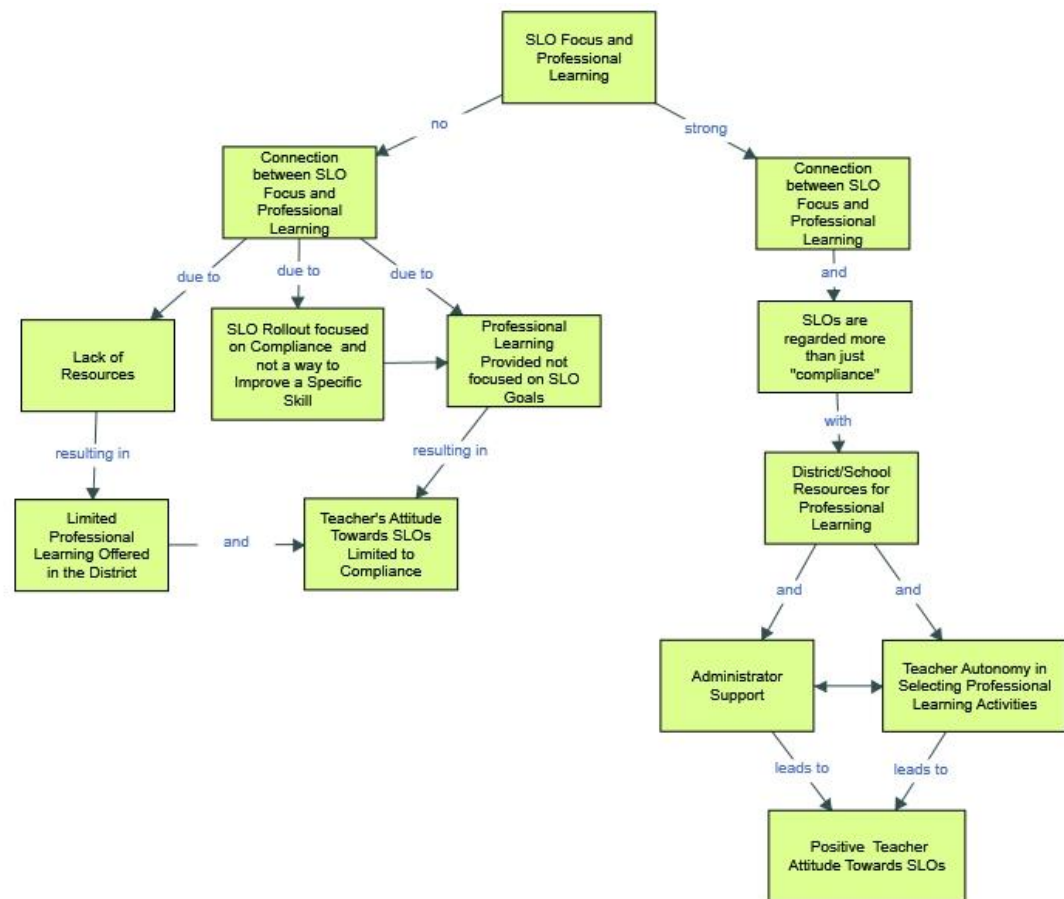 SLO Focus and
Professional
Learning
no
strong
Connection
between SLO
Focus and
Professional
Learning
Connection
between SLO
Focus and
Professional
Learning
due to
due to
due to
and
Lack of
Resources
SLO Rollout focused
on Compliance and
not a way to
Improve a Specific
Skill
Professional
Learning
Provided not
focused on SLO
Goals
SLOs are
regarded more
than just
"compliance"
with
resulting in
resulting in
District/School
Resources for
Professional
Learning
Limited
Professional
Learning Offered
in the District
and
Teacher's Attitude
Towards SLOs
Limited to
Compliance
and
and
Administrator
Support
Teacher Autonomy in
Selecting Professional
Learning Activities
leads to
leads to
Positive Teacher
Attitude Towards SLOs